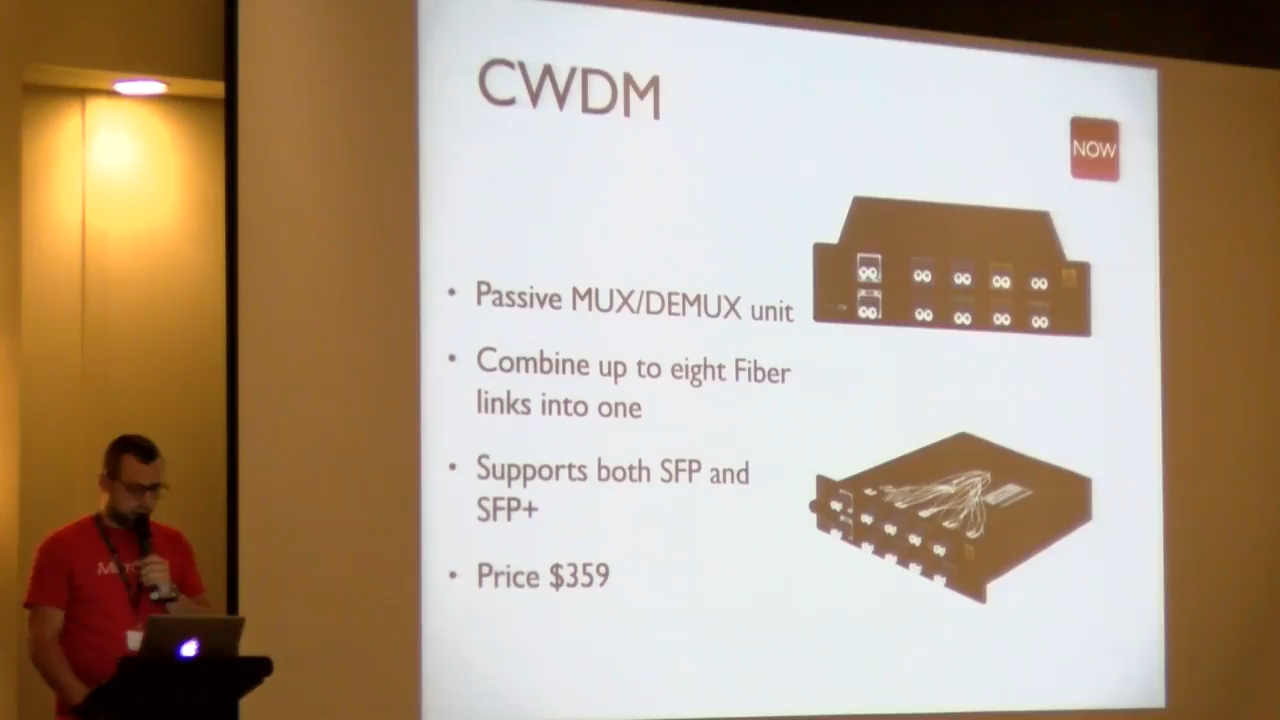 CWDM
NOW
• Passive MUX/DEMUX unit
• Combine up to eight Fiber
links into one
• Supports both SFP and
SFP+
• Price $359